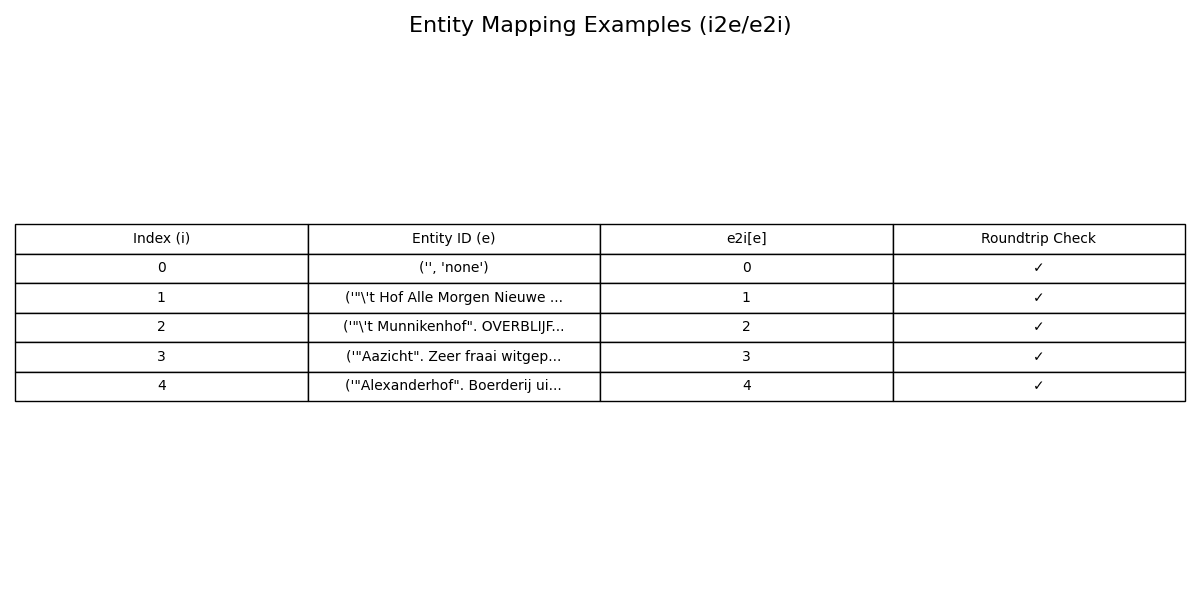 Entity Mapping Examples (i2e/e2i)
Index (i) Entity ID (e) e2i[e] Roundtrip Check
0 ('', 'none') 0 ✓
1 ('"\'t Hof Alle Morgen Nieuwe ... 1 ✓
2 ('"\'t Munnikenhof". OVERBLIJF... 2 ✓
3 ('"Aazicht". Zeer fraai witgep... 3 ✓
4 ('"Alexanderhof". Boerderij ui... 4 ✓